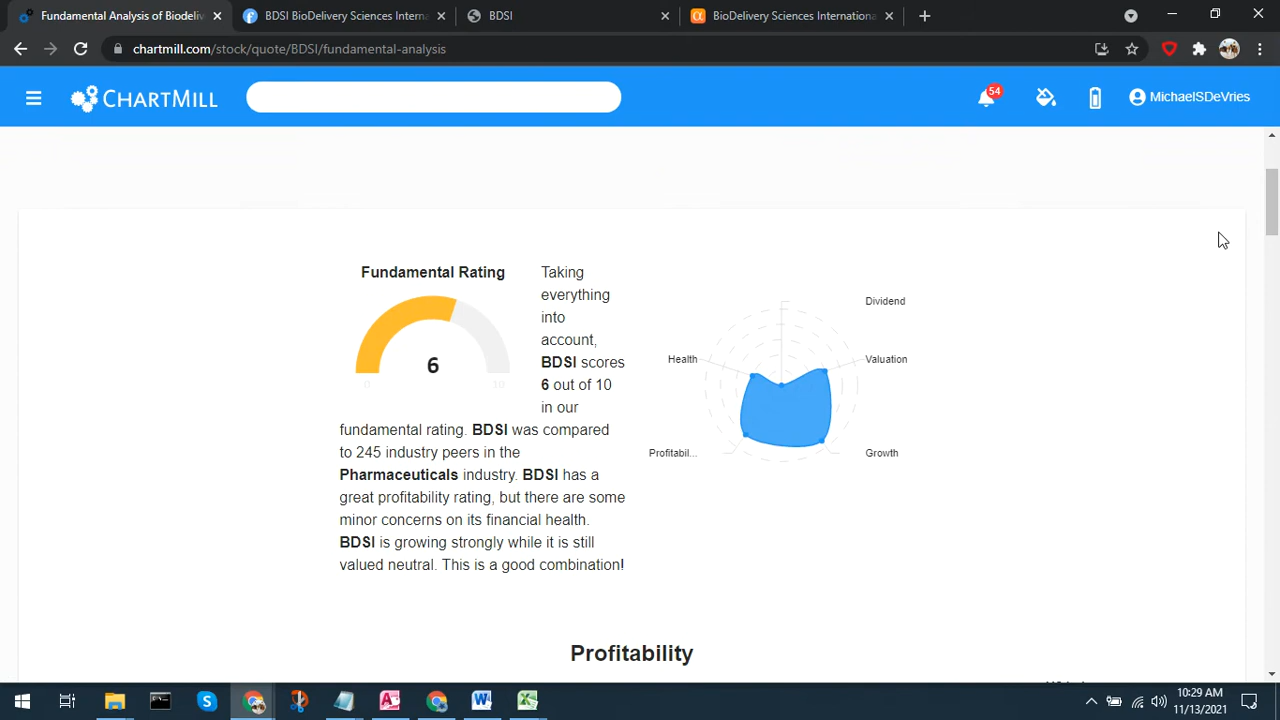 Fundamental Analysis of Biodeliv
BDSI BioDelivery Sciences Intern
BDSI
BioDelivery Sciences Internationa
chartmill.com/stock/quote/BDSI/fundamental-analysis
CHARTMILL
54
MichaelSDeVries
Fundamental Rating
6
0
10
Taking
everything
into
account,
BDSI scores
6 out of 10
in our
fundamental rating. BDSI was compared
to 245 industry peers in the
Pharmaceuticals industry. BDSI has a
great profitability rating, but there are some
minor concerns on its financial health.
BDSI is growing strongly while it is still
valued neutral. This is a good combination!
Dividend
Health
Valuation
Profitabil...
Growth
Profitability
10:29 AM
11/13/2021